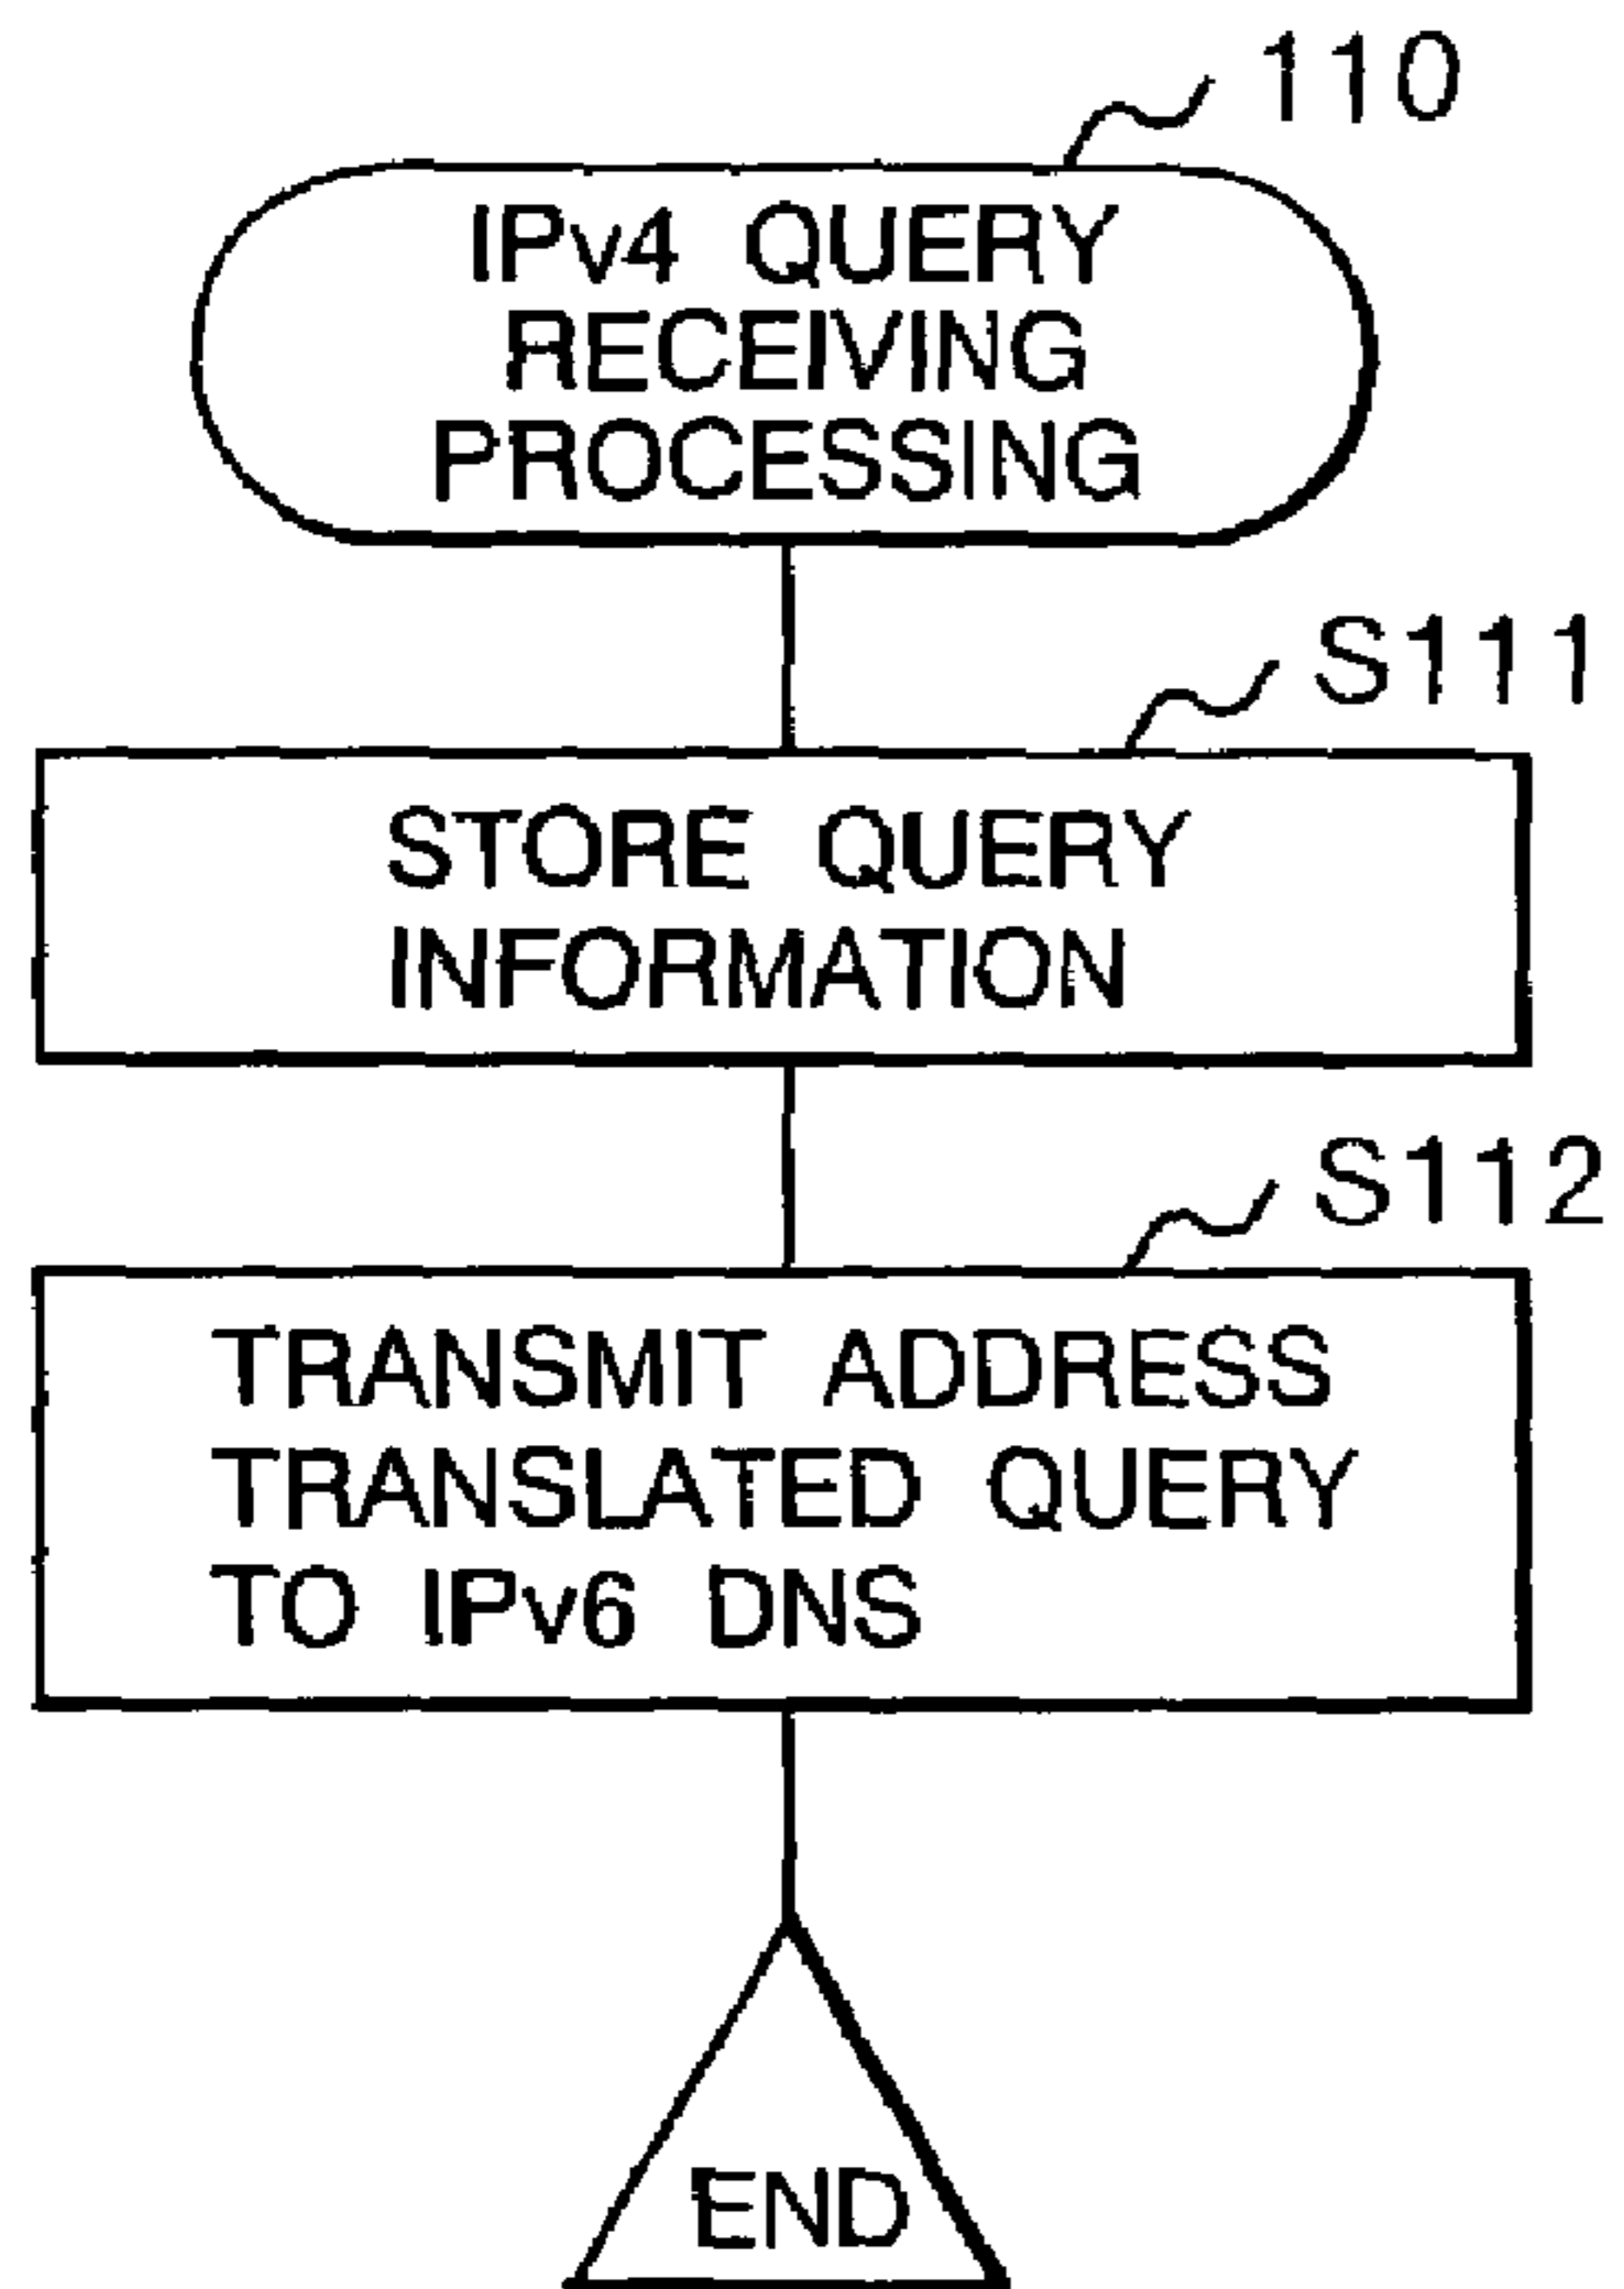 110
IPv4 QUERY
RECEIVING
PROCESSING
S111
STORE QUERY
INFORMATION
S112
TRANSMIT ADDRESS
TRANSLATED QUERY
TO IPv6 DNS
END